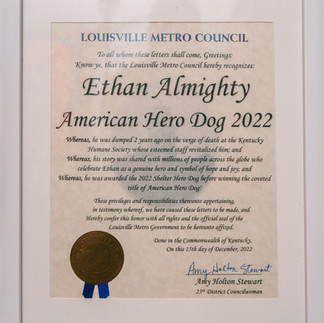 LOUISVILLE METRO COUNCIL
To all whom these letters shall come, Greetings:
Know ye, that the Louisville Metro Council hereby recognizes:
Ethan Almighty
American Hero Dog 2022
Whereas, he was dumped 2 years ago on the verge of death at the Kentucky
Humane Society whose esteemed staff revitalized him; and
Whereas, his story was shared with millions of people across the globe who
celebrate Ethan as a genuine hero and symbol of hope and joy; and
Whereas, he was awarded the 2022 Shelter Hero Dog before winning the coveted
title of American Hero Dog!
These privileges and responsibilities thereunto appertaining,
in testimony whereof, we have caused these letters to be made, and
Hereby confer this honor with all rights and the official seal of the
Louisville Metro Government to be hereunto affixed.
Done in the Commonwealth of Kentucky.
On this 15th day of December, 2022
Amy Holton Stewart
Amy Holton Stewart
25th District Councilwoman